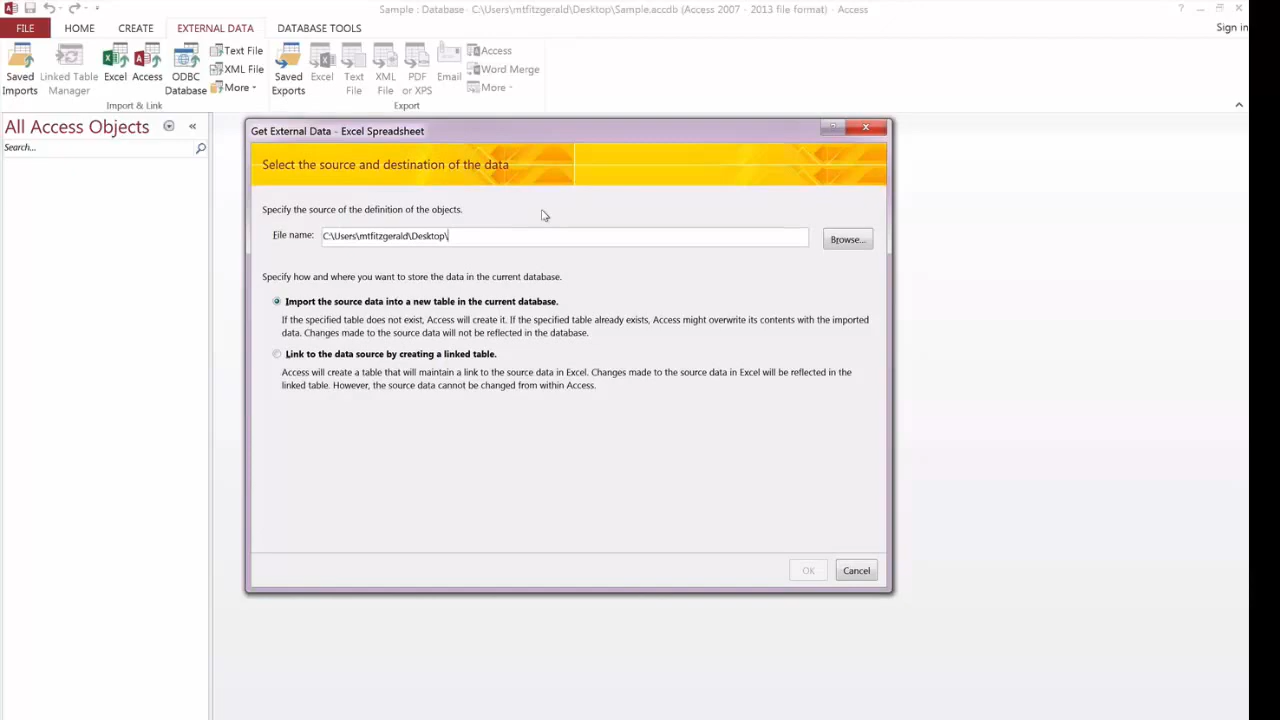 Sample : Database- C:\Users\mtfitzgerald\Desktop\Sample.accdb (Access 2007 - 2013 file format) - Access
FILE HOME CREATE EXTERNAL DATA DATABASE TOOLS
Sign in
Saved Imports
Linked Table Manager
Excel
Access
ODBC Database
Text File
XML File
More
Import & Link
Saved Exports
Excel
Text File
XML File
PDF or XPS
Email
Access
Word Merge
More
Export
All Access Objects
Search...
Get External Data - Excel Spreadsheet
Select the source and destination of the data
Specify the source of the definition of the objects.
File name: C:\Users\mtfitzgerald\Desktop\
Browse...
Specify how and where you want to store the data in the current database.
Import the source data into a new table in the current database.
If the specified table does not exist, Access will create it. If the specified table already exists, Access might overwrite its contents with the imported
data. Changes made to the source data will not be reflected in the database.
Link to the data source by creating a linked table.
Access will create a table that will maintain a link to the source data in Excel. Changes made to the source data in Excel will be reflected in the
linked table. However, the source data cannot be changed from within Access.
OK Cancel